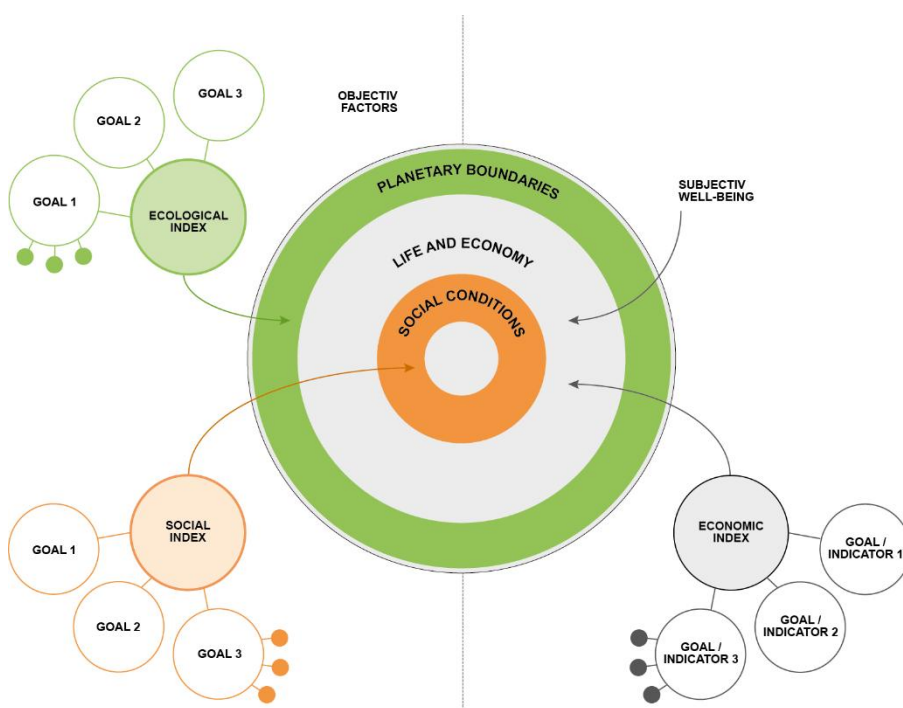 GOAL 3
OBJECTIV
FACTORS
GOAL 2
PLANETARY BOUNDARIES
GOAL 1
ECOLOGICAL
INDEX
SUBJECTIV
WELL-BEING
LIFE AND ECONOMY
SOCIAL CONDITIONS
SOCIAL
INDEX
GOAL 1
GOAL 2
GOAL 3
ECONOMIC
INDEX
GOAL /
INDICATOR 1
GOAL /
INDICATOR 2
GOAL /
INDICATOR 3